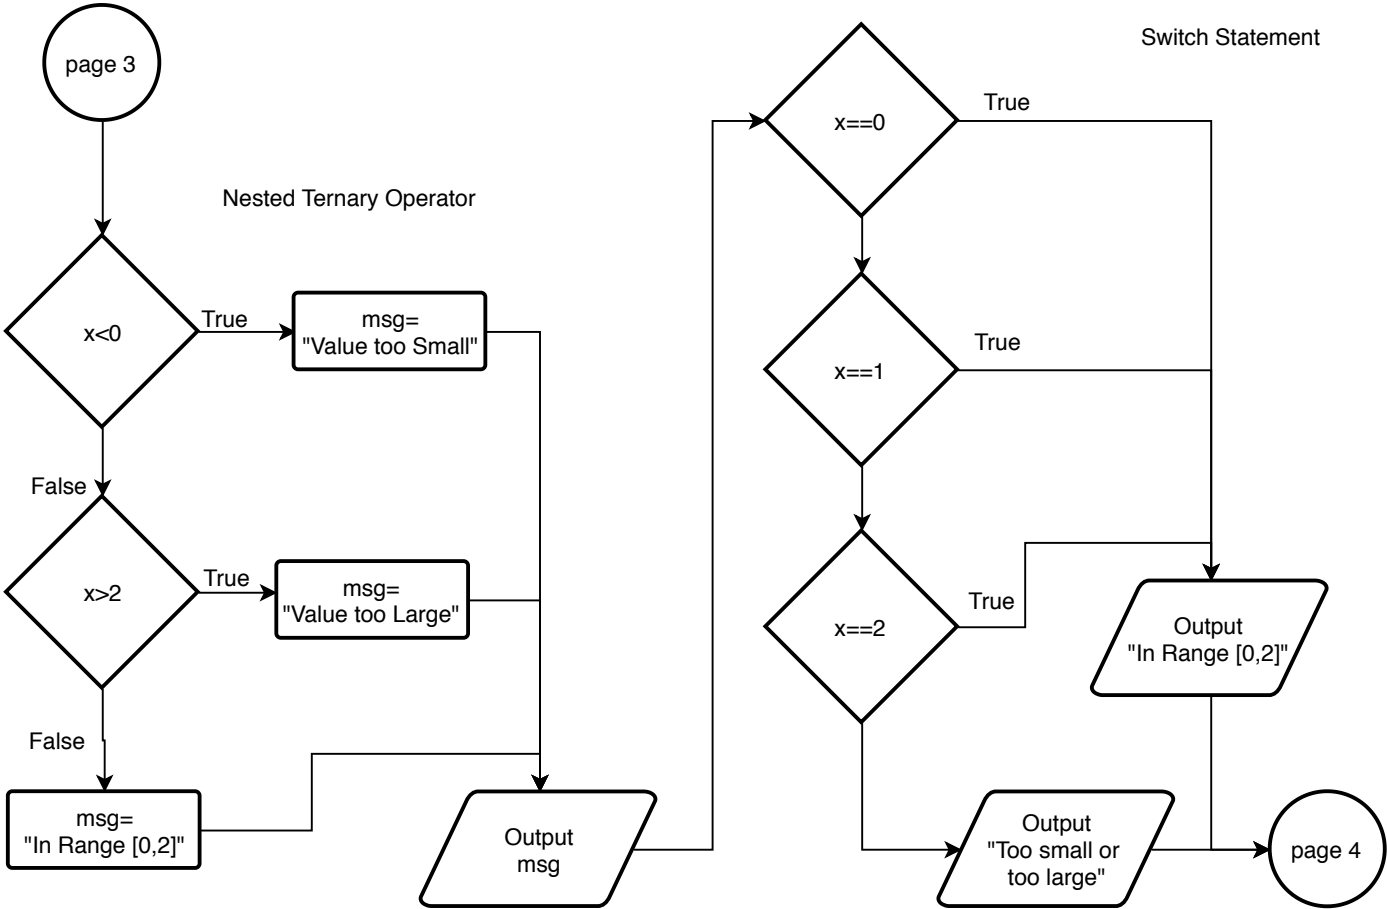 page 3
Nested Ternary Operator
x<0
True
msg=
"Value too Small"
False
x>2
True
msg=
"Value too Large"
False
msg=
"In Range [0,2]"
Output
msg
Switch Statement
x==0
True
x==1
True
x==2
True
Output
"In Range [0,2]"
Output
"Too small or
too large"
page 4